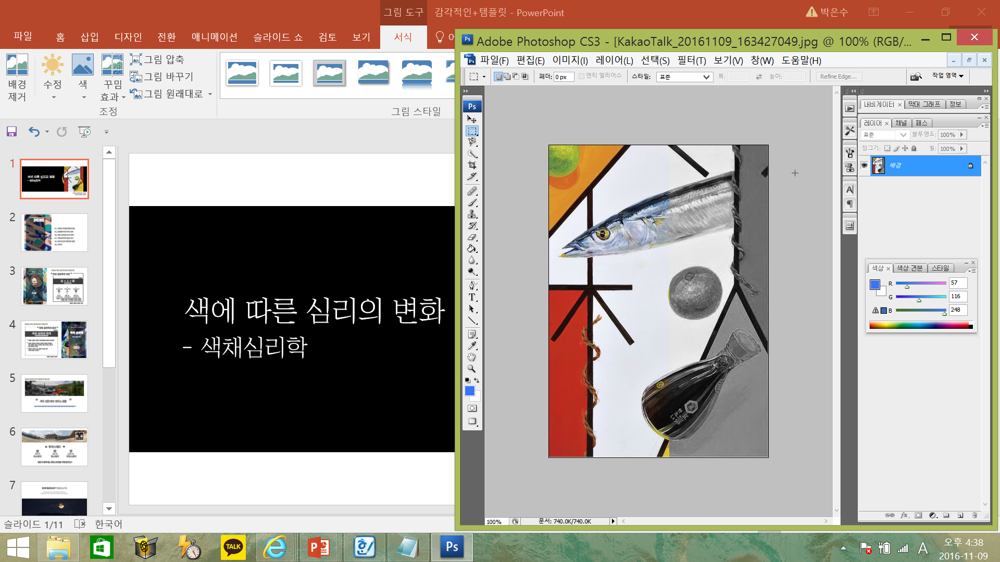 그림 도구
감각적인+템플릿 - PowerPoint
박은수
파일
홈
삽입
디자인
전환
애니메이션
슬라이드 쇼
검토
보기
서식
배경
제거
수정
색
꾸밈
효과
그림 압축
그림 바꾸기
그림 원래대로
조정
그림 스타일
1
2
INDEX
3
4
5
6
7
색에 따른 심리의 변화
- 색채심리학
슬라이드 1/11
한국어
Ps
Adobe Photoshop CS3 - [KakaoTalk_20161109_163427049.jpg @ 100% (RGB/...
파일(F)
편집(E)
이미지(I)
레이어(L)
선택(S)
필터(T)
보기(V)
창(W)
도움말(H)
페더:
0 px
앤티 앨리어스
스타일:
표준
폭:
높이:
Refine Edge...
작업 영역
Ps
내비게이터
막대 그래프
정보
레이어
채널
패스
표준
불투명도:
100%
잠그기:
칠:
100%
배경
색상
색상 견본
스타일
R
57
G
116
B
248
100%
문서: 740.0K/740.0K
TALK
Ps
A
오후 4:38
2016-11-09